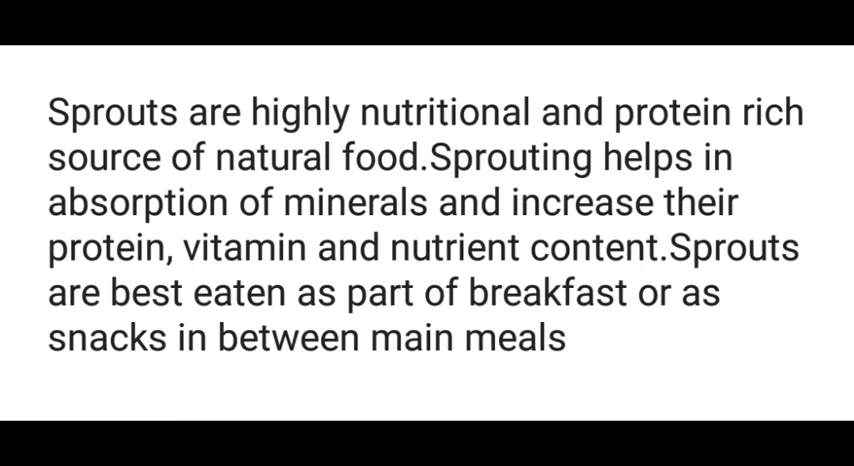 Sprouts are highly nutritional and protein rich
source of natural food.Sprouting helps in
absorption of minerals and increase their
protein, vitamin and nutrient content.Sprouts
are best eaten as part of breakfast or as
snacks in between main meals